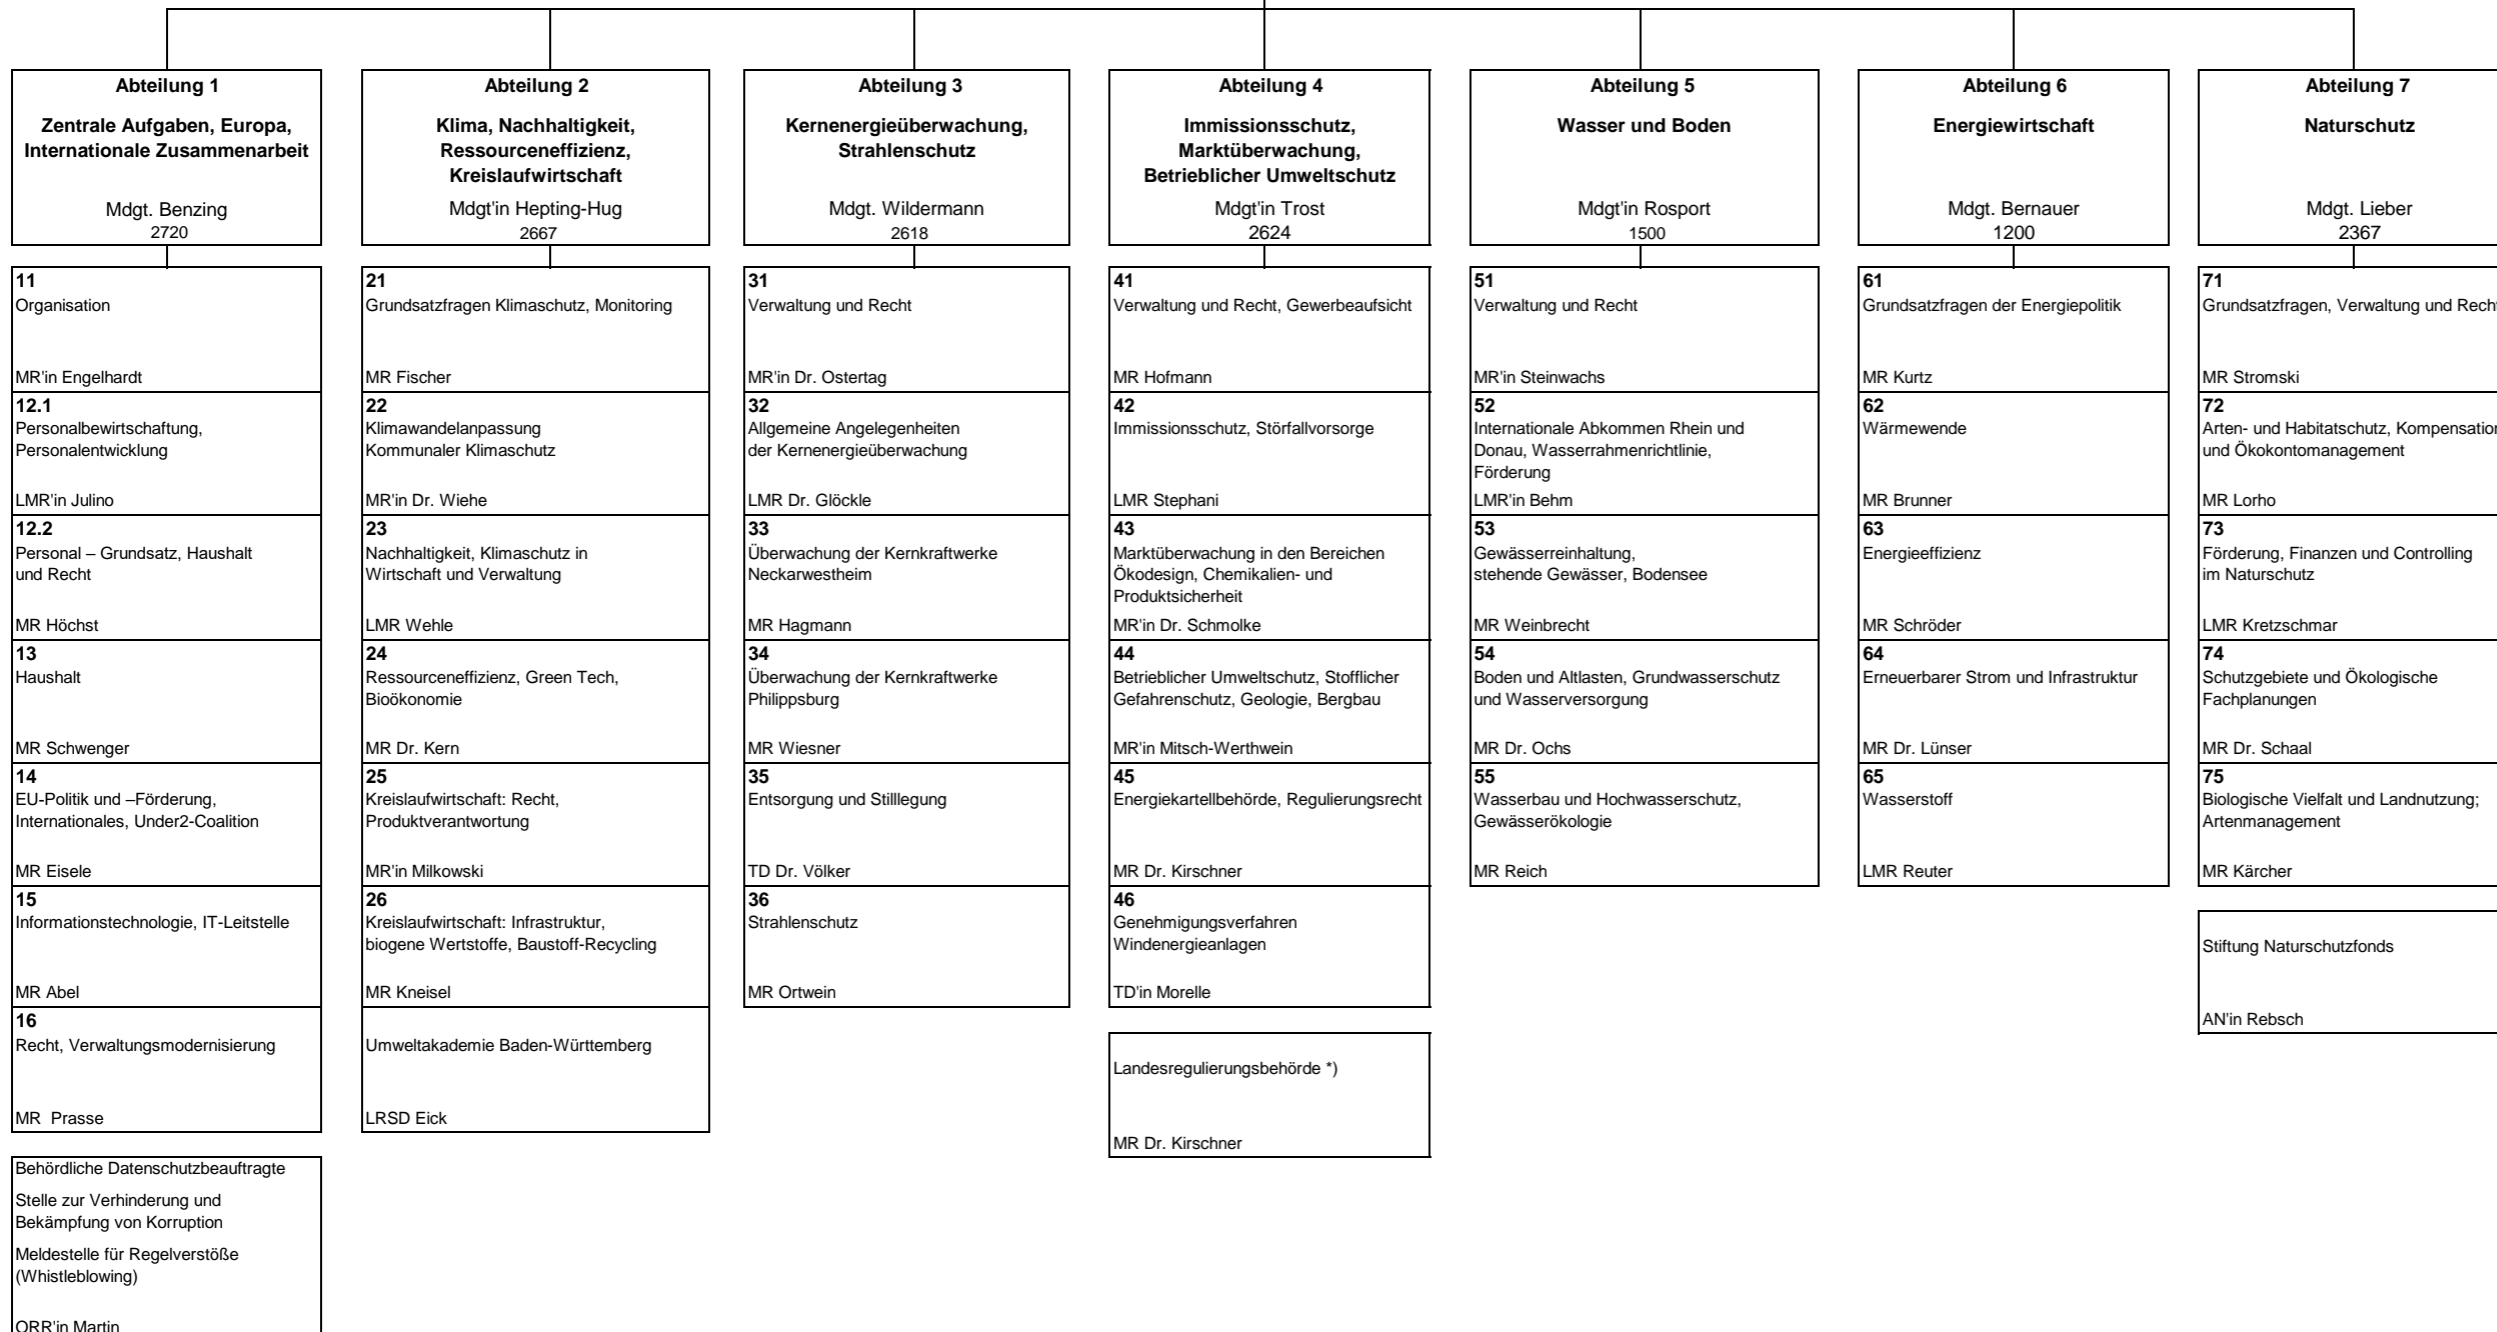 Abteilung 1
Zentrale Aufgaben, Europa,
Internationale Zusammenarbeit
Mdgt. Benzing
2720
11
Organisation
MR'in Engelhardt
12.1
Personalbewirtschaftung,
Personalentwicklung
LMR'in Julino
12.2
Personal – Grundsatz, Haushalt
und Recht
MR Höchst
13
Haushalt
MR Schwenger
14
EU-Politik und –Förderung,
Internationales, Under2-Coalition
MR Eisele
15
Informationstechnologie, IT-Leitstelle
MR Abel
16
Recht, Verwaltungsmodernisierung
MR Prasse
Behördliche Datenschutzbeauftragte
Stelle zur Verhinderung und
Bekämpfung von Korruption
Meldestelle für Regelverstöße
(Whistleblowing)
ORR'in Martin
Abteilung 2
Klima, Nachhaltigkeit,
Ressourceneffizienz,
Kreislaufwirtschaft
Mdgt'in Hepting-Hug
2667
21
Grundsatzfragen Klimaschutz, Monitoring
MR Fischer
22
Klimawandelanpassung
Kommunaler Klimaschutz
MR'in Dr. Wiehe
23
Nachhaltigkeit, Klimaschutz in
Wirtschaft und Verwaltung
LMR Wehle
24
Ressourceneffizienz, Green Tech,
Bioökonomie
MR Dr. Kern
25
Kreislaufwirtschaft: Recht,
Produktverantwortung
MR'in Milkowski
26
Kreislaufwirtschaft: Infrastruktur,
biogene Wertstoffe, Baustoff-Recycling
MR Kneisel
Umweltakademie Baden-Württemberg
LRSD Eick
Abteilung 3
Kernenergieüberwachung,
Strahlenschutz
Mdgt. Wildermann
2618
31
Verwaltung und Recht
MR'in Dr. Ostertag
32
Allgemeine Angelegenheiten
der Kernenergieüberwachung
LMR Dr. Glöckle
33
Überwachung der Kernkraftwerke
Neckarwestheim
MR Hagmann
34
Überwachung der Kernkraftwerke
Philippsburg
MR Wiesner
35
Entsorgung und Stilllegung
TD Dr. Völker
36
Strahlenschutz
MR Ortwein
Abteilung 4
Immissionsschutz,
Marktüberwachung,
Betrieblicher Umweltschutz
Mdgt'in Trost
2624
41
Verwaltung und Recht, Gewerbeaufsicht
MR Hofmann
42
Immissionsschutz, Störfallvorsorge
LMR Stephani
43
Marktüberwachung in den Bereichen
Ökodesign, Chemikalien- und
Produktsicherheit
MR'in Dr. Schmolke
44
Betrieblicher Umweltschutz, Stofflicher
Gefahrenschutz, Geologie, Bergbau
MR'in Mitsch-Werthwein
45
Energiekartellbehörde, Regulierungsrecht
MR Dr. Kirschner
46
Genehmigungsverfahren
Windenergieanlagen
TD'in Morelle
Landesregulierungsbehörde *)
MR Dr. Kirschner
Abteilung 5
Wasser und Boden
Mdgt'in Rosport
1500
51
Verwaltung und Recht
MR'in Steinwachs
52
Internationale Abkommen Rhein und
Donau, Wasserrahmenrichtlinie,
Förderung
LMR'in Behm
53
Gewässerreinhaltung,
stehende Gewässer, Bodensee
MR Weinbrecht
54
Boden und Altlasten, Grundwasserschutz
und Wasserversorgung
MR Dr. Ochs
55
Wasserbau und Hochwasserschutz,
Gewässerökologie
MR Reich
Abteilung 6
Energiewirtschaft
Mdgt. Bernauer
1200
61
Grundsatzfragen der Energiepolitik
MR Kurtz
62
Wärmewende
MR Brunner
63
Energieeffizienz
MR Schröder
64
Erneuerbarer Strom und Infrastruktur
MR Dr. Lünser
65
Wasserstoff
LMR Reuter
Abteilung 7
Naturschutz
Mdgt. Lieber
2367
71
Grundsatzfragen, Verwaltung und Recht
MR Stromski
72
Arten- und Habitatschutz, Kompensation
und Ökokontomanagement
MR Lorho
73
Förderung, Finanzen und Controlling
im Naturschutz
LMR Kretzschmar
74
Schutzgebiete und Ökologische
Fachplanungen
MR Dr. Schaal
75
Biologische Vielfalt und Landnutzung;
Artenmanagement
MR Kärcher
Stiftung Naturschutzfonds
AN'in Rebsch